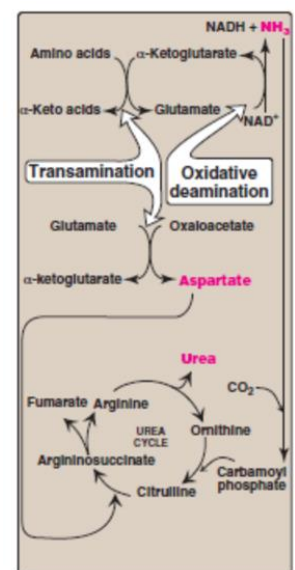 NADH + NH3
Amino acids α-Ketoglutarate
α-Keto acids Glutamate NAD+
Transamination Oxidative
deamination
Glutamate Oxaloacetate
α-ketoglutarate Aspartate
Urea
CO2
Fumarate Arginine
UREA
CYCLE
Ornithine
Argininosuccinate
Carbamoyl
phosphate
Citrulline